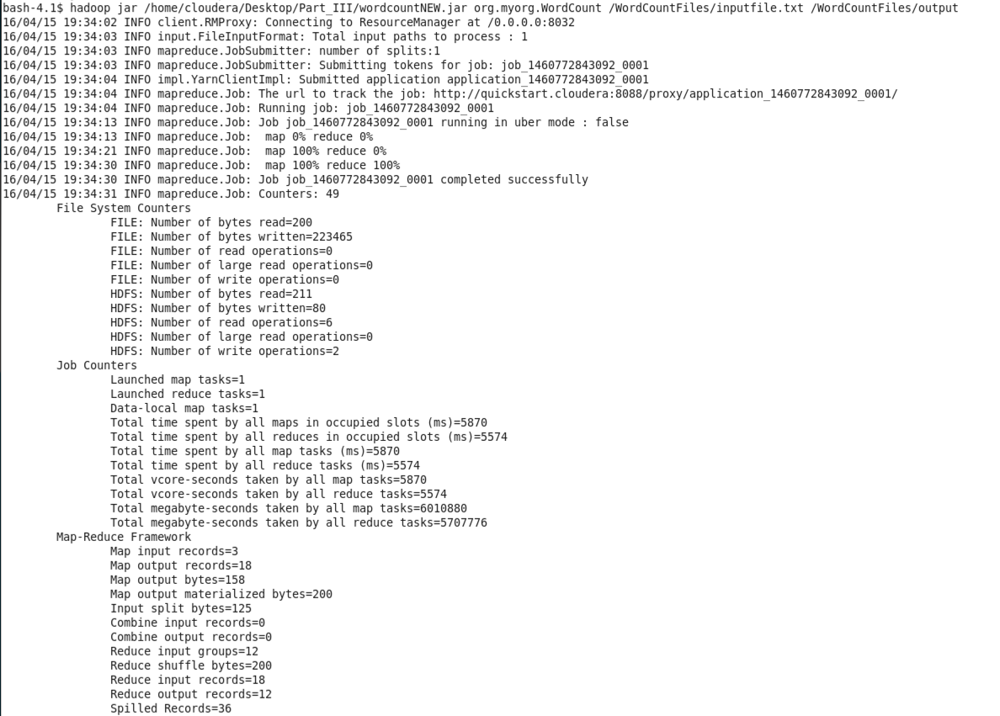 bash-4.1$ hadoop jar /home/cloudera/Desktop/Part_III/wordcountNEW.jar org.myorg.WordCount /WordCountFiles/inputfile.txt /WordCountFiles/output
16/04/15 19:34:02 INFO client.RMProxy: Connecting to ResourceManager at /0.0.0.0:8032
16/04/15 19:34:03 INFO input.FileInputFormat: Total input paths to process : 1
16/04/15 19:34:03 INFO mapreduce.JobSubmitter: number of splits:1
16/04/15 19:34:03 INFO mapreduce.JobSubmitter: Submitting tokens for job: job_1460772843092_0001
16/04/15 19:34:04 INFO impl.YarnClientImpl: Submitted application application_1460772843092_0001
16/04/15 19:34:04 INFO mapreduce.Job: The url to track the job: http://quickstart.cloudera:8088/proxy/application_1460772843092_0001/
16/04/15 19:34:04 INFO mapreduce.Job: Running job: job_1460772843092_0001
16/04/15 19:34:13 INFO mapreduce.Job: Job job_1460772843092_0001 running in uber mode : false
16/04/15 19:34:13 INFO mapreduce.Job:  map 0% reduce 0%
16/04/15 19:34:21 INFO mapreduce.Job:  map 100% reduce 0%
16/04/15 19:34:30 INFO mapreduce.Job:  map 100% reduce 100%
16/04/15 19:34:30 INFO mapreduce.Job: Job job_1460772843092_0001 completed successfully
16/04/15 19:34:31 INFO mapreduce.Job: Counters: 49
File System Counters
FILE: Number of bytes read=200
FILE: Number of bytes written=223465
FILE: Number of read operations=0
FILE: Number of large read operations=0
FILE: Number of write operations=0
HDFS: Number of bytes read=211
HDFS: Number of bytes written=80
HDFS: Number of read operations=6
HDFS: Number of large read operations=0
HDFS: Number of write operations=2
Job Counters
Launched map tasks=1
Launched reduce tasks=1
Data-local map tasks=1
Total time spent by all maps in occupied slots (ms)=5870
Total time spent by all reduces in occupied slots (ms)=5574
Total time spent by all map tasks (ms)=5870
Total time spent by all reduce tasks (ms)=5574
Total vcore-seconds taken by all map tasks=5870
Total vcore-seconds taken by all reduce tasks=5574
Total megabyte-seconds taken by all map tasks=6010880
Total megabyte-seconds taken by all reduce tasks=5707776
Map-Reduce Framework
Map input records=3
Map output records=18
Map output bytes=158
Map output materialized bytes=200
Input split bytes=125
Combine input records=0
Combine output records=0
Reduce input groups=12
Reduce shuffle bytes=200
Reduce input records=18
Reduce output records=12
Spilled Records=36